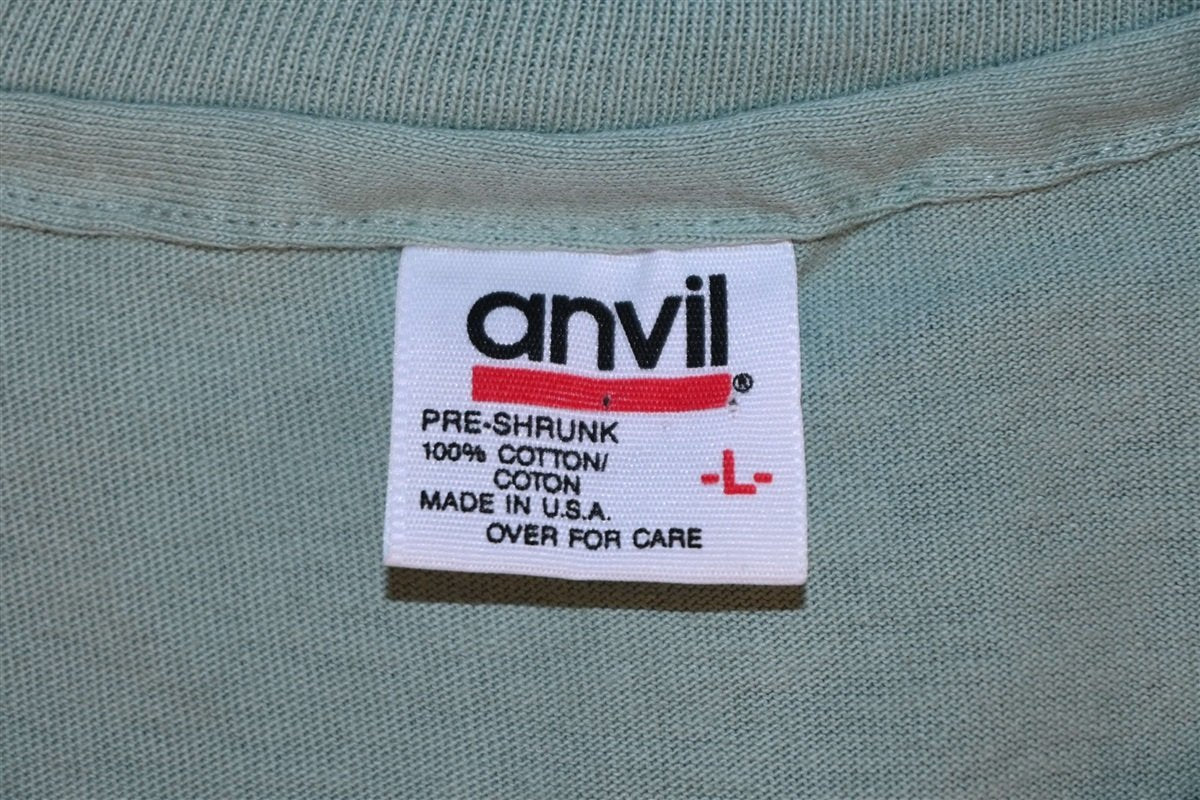 anvil®
PRE-SHRUNK
100% COTTON/
COTON
-L-
MADE IN U.S.A.
OVER FOR CARE